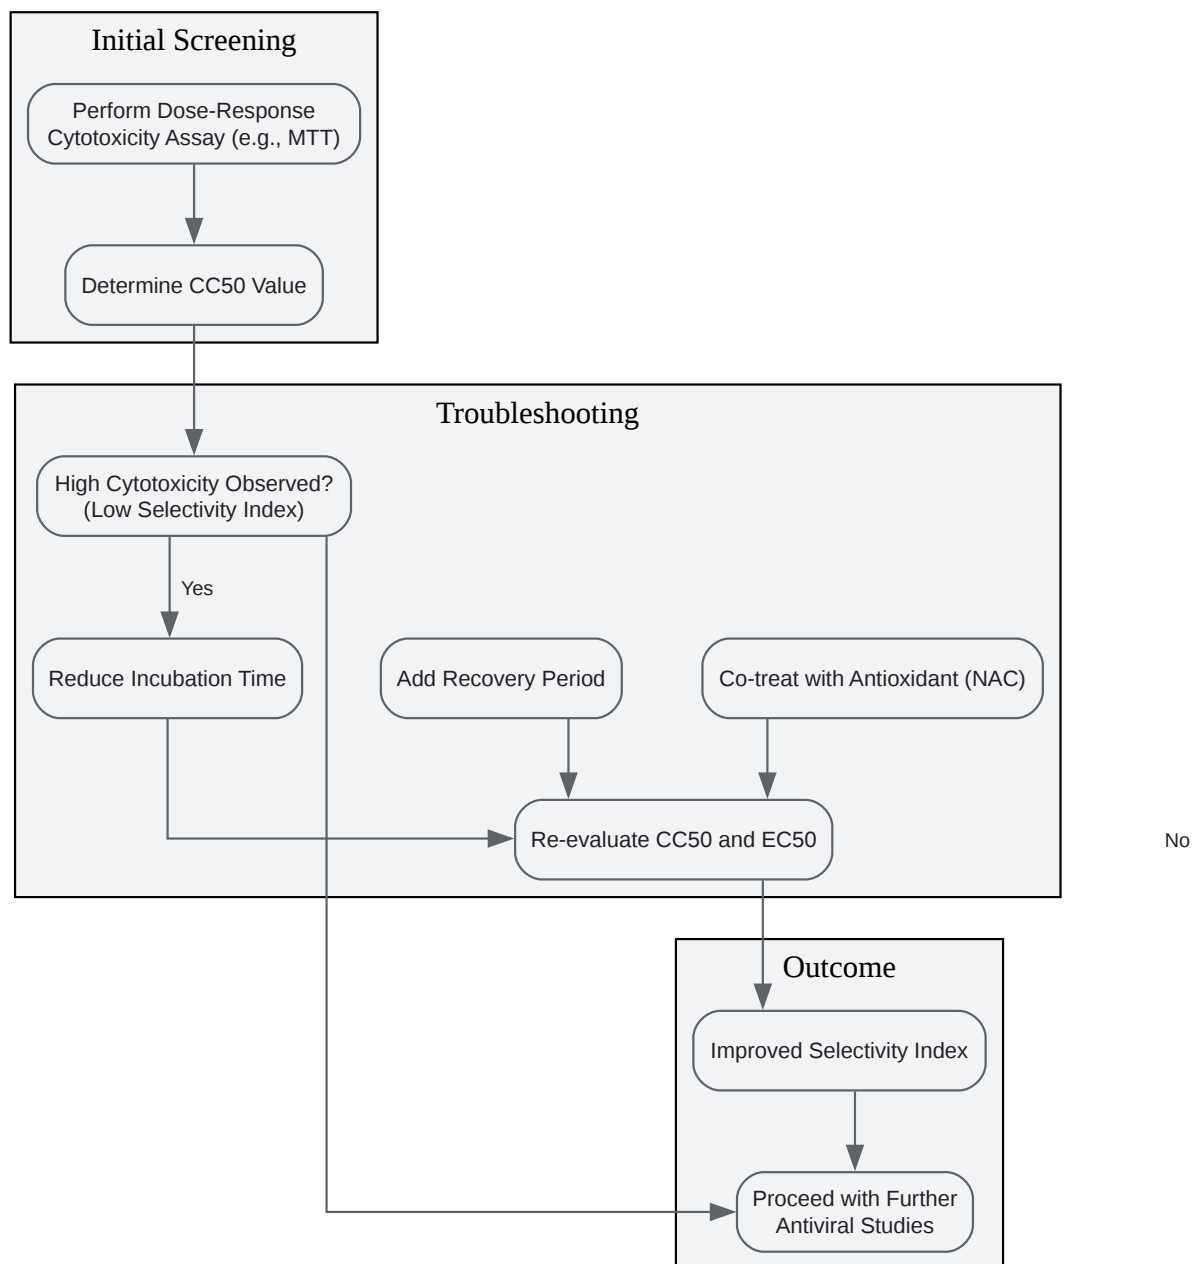 Initial Screening
Perform Dose-Response
Cytotoxicity Assay (e.g., MTT)
Determine CC50 Value
Troubleshooting
High Cytotoxicity Observed?
(Low Selectivity Index)
Yes
Reduce Incubation Time
Add Recovery Period
Co-treat with Antioxidant (NAC)
Re-evaluate CC50 and EC50
No
Outcome
Improved Selectivity Index
Proceed with Further
Antiviral Studies